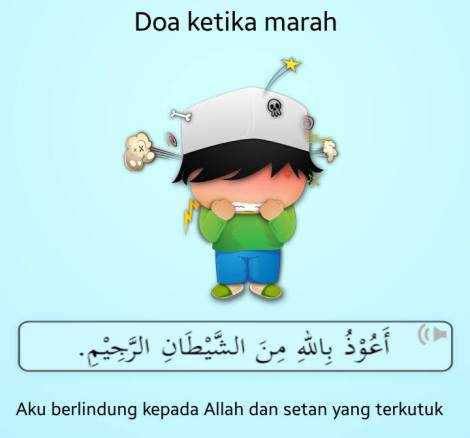 Doa ketika marah
أَعُوْذُ بِاللهِ مِنَ الشَّيْطَانِ الرَّجِيْمِ.
Aku berlindung kepada Allah dan setan yang terkutuk